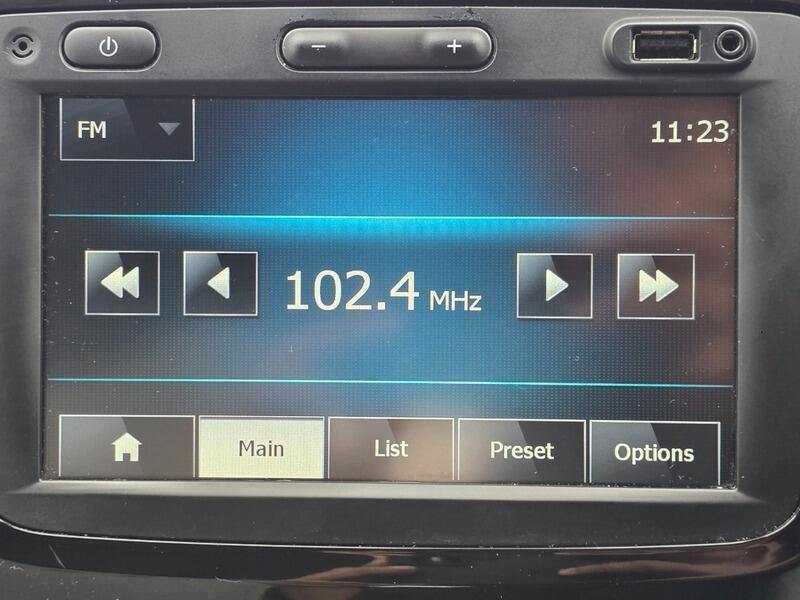 − +
FM 11:23
102.4 MHz
Main List Preset Options